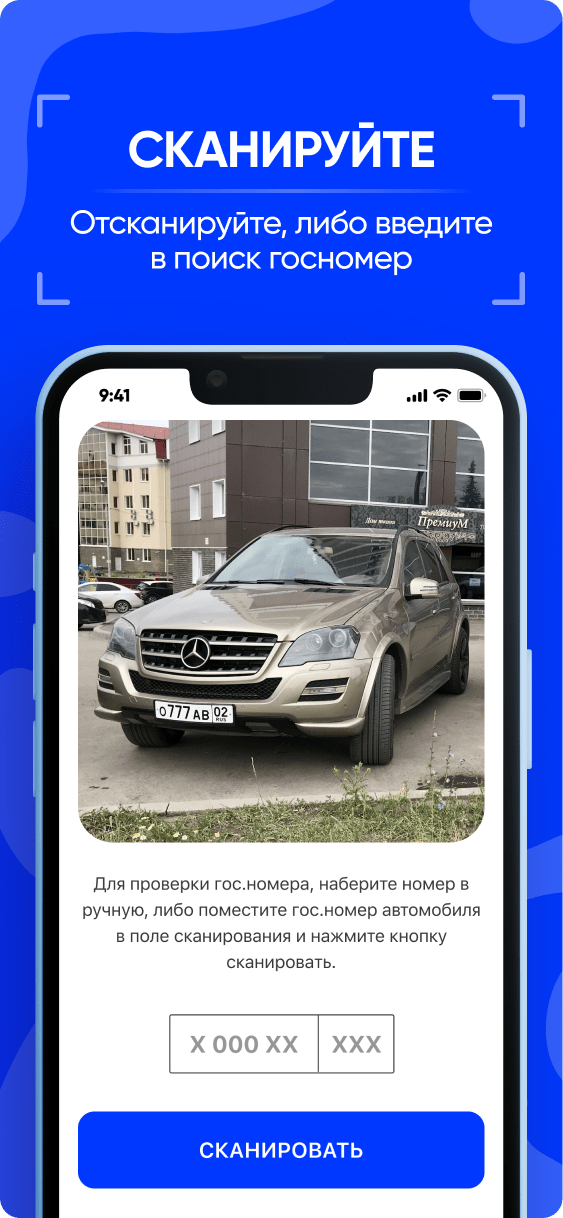 СКАНИРУЙТЕ
Отсканируйте, либо введите
в поиск госномер
9:41
Дом
ПремиуМ
О777АВ 02
RUS
Для проверки гос.номера, наберите номер в
ручную, либо поместите гос.номер автомобиля
в поле сканирования и нажмите кнопку
сканировать.
Х 000 ХХ ХХХ
СКАНИРОВАТЬ